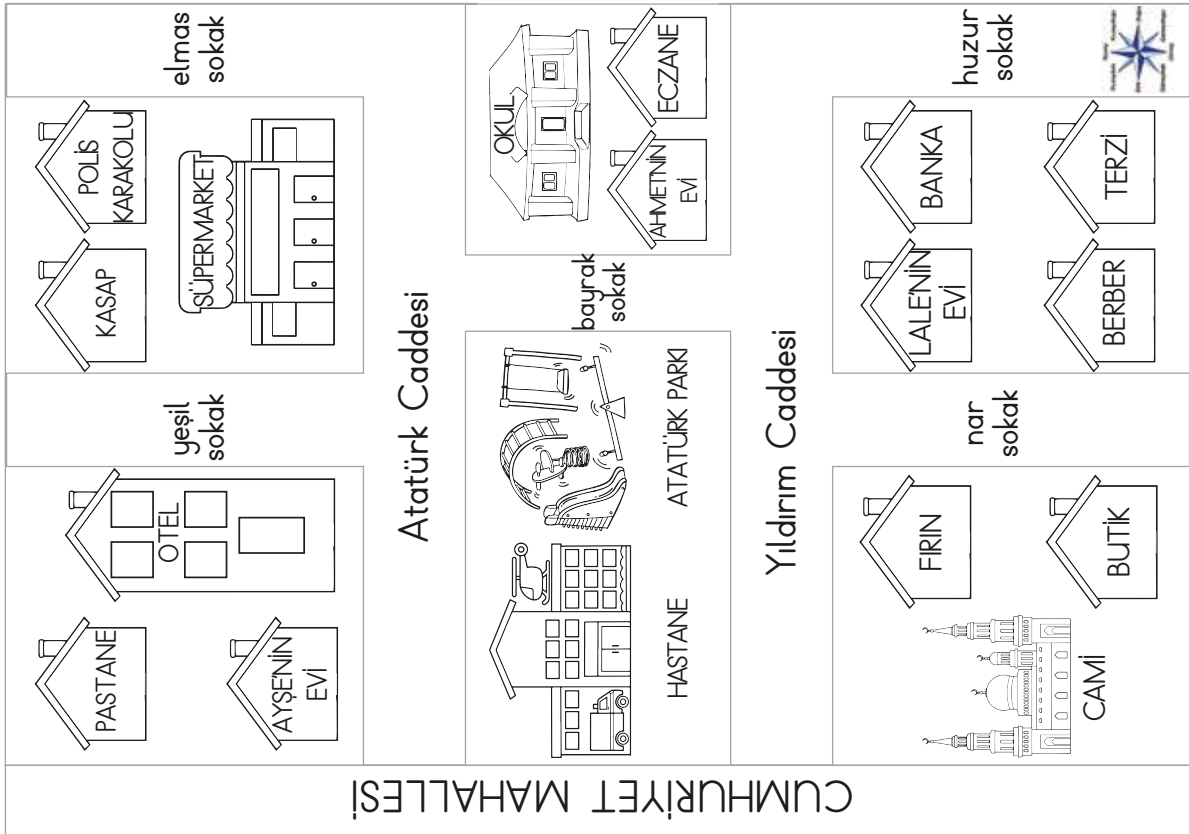 CUMHURİYET MAHALLESİ
PASTANE
OTEL
AYŞE'NİN
EVİ
yeşil
sokak
KASAP
POLİS
KARAKOLU
SÜPERMARKET
elmas
sokak
Atatürk Caddesi
HASTANE
ATATÜRK PARKI
bayrak
sokak
OKUL
AHMET'NİN
EVİ
ECZANE
Yıldırım Caddesi
CAMİ
FIRIN
BUTİK
nar
sokak
LALE'NİN
EVİ
BANKA
BERBER
TERZİ
huzur
sokak